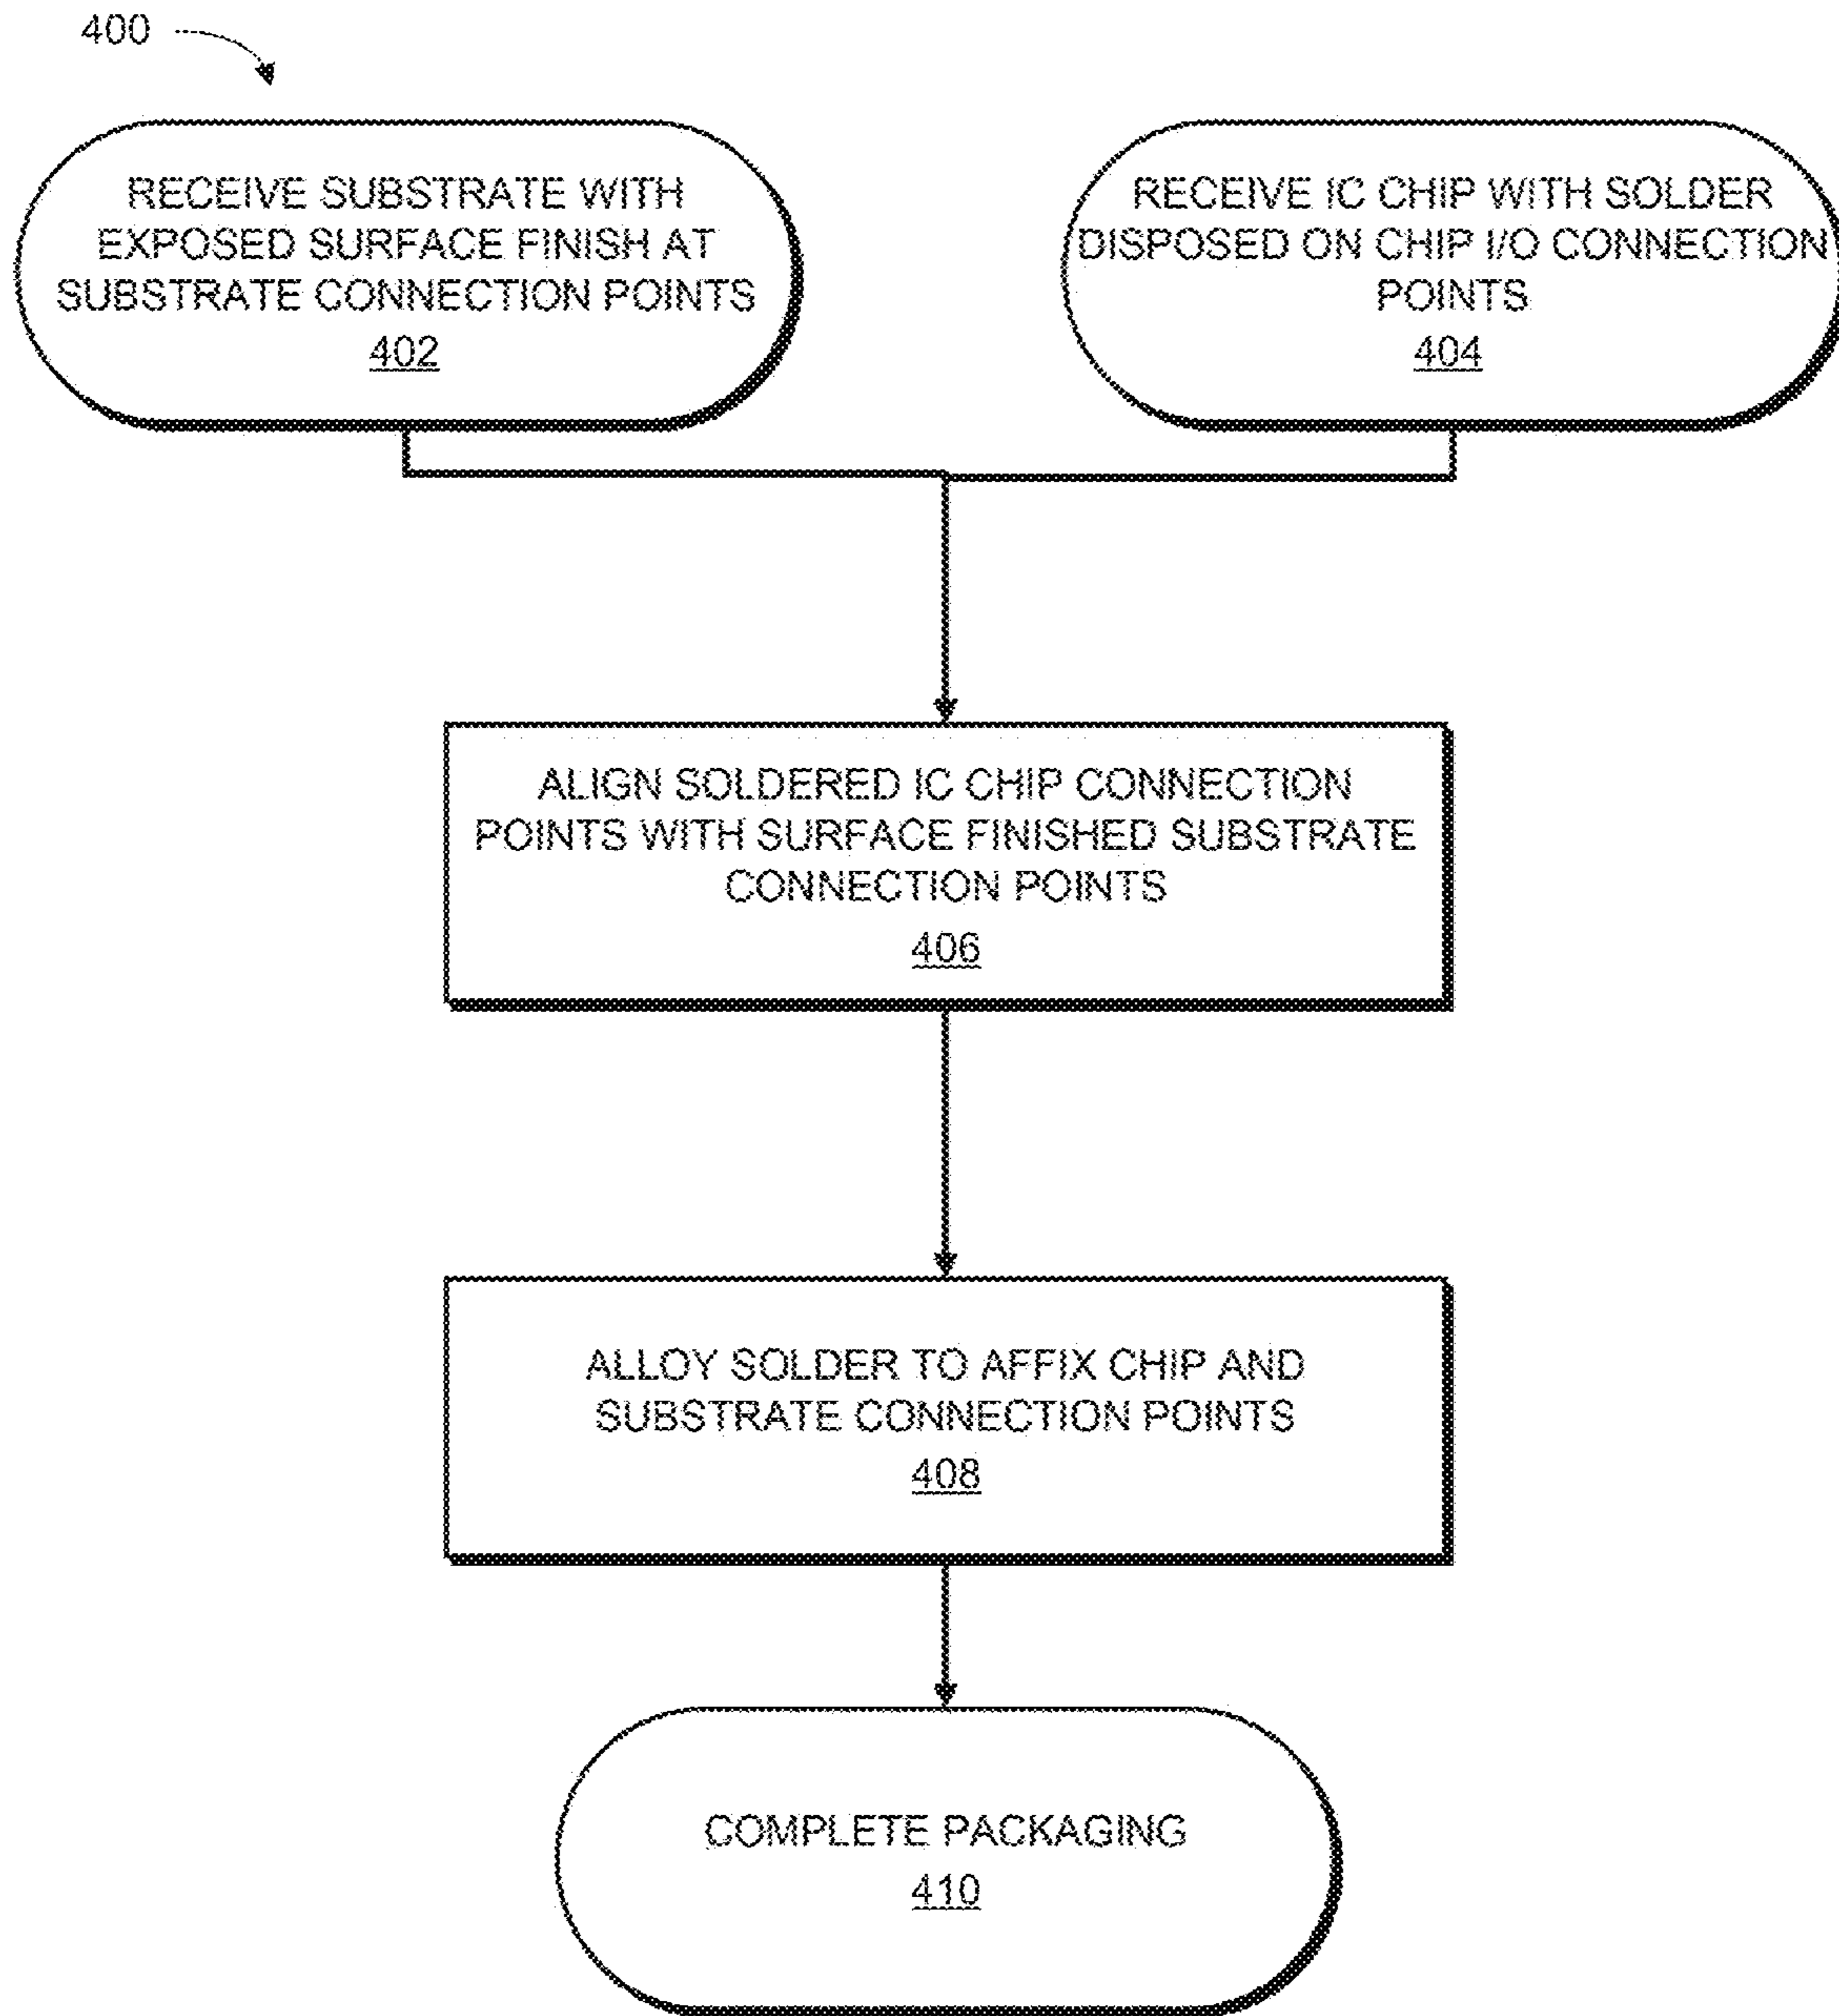 400
RECEIVE SUBSTRATE WITH
EXPOSED SURFACE FINISH AT
SUBSTRATE CONNECTION POINTS
402
RECEIVE IC CHIP WITH SOLDER
DISPOSED ON CHIP I/O CONNECTION
POINTS
404
ALIGN SOLDERED IC CHIP CONNECTION
POINTS WITH SURFACE FINISHED SUBSTRATE
CONNECTION POINTS
406
ALLOY SOLDER TO AFFIX CHIP AND
SUBSTRATE CONNECTION POINTS
408
COMPLETE PACKAGING
410